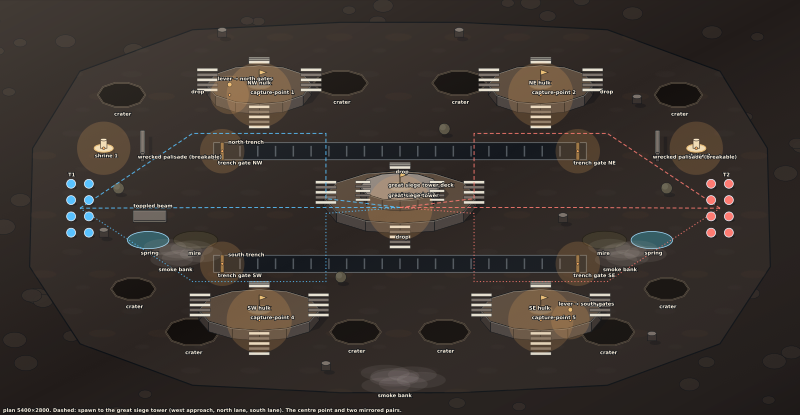 lever → north gates
NW hulk
capture-point 1
drop
NE hulk
capture-point 2
drop
crater
crater
crater
crater
north trench
shrine 1
wrecked palisade (breakable)
trench gate NW
trench gate NE
wrecked palisade (breakable)
T1
T2
drop
great siege tower deck
great siege tower
toppled beam
drop
spring
mire
smoke bank
south trench
trench gate SW
mire
spring
smoke bank
trench gate SE
crater
crater
SW hulk
capture-point 4
SE hulk
lever → south gates
capture-point 5
crater
crater
crater
crater
smoke bank
plan 5400×2800. Dashed: spawn to the great siege tower (west approach, north lane, south lane). The centre point and two mirrored pairs.